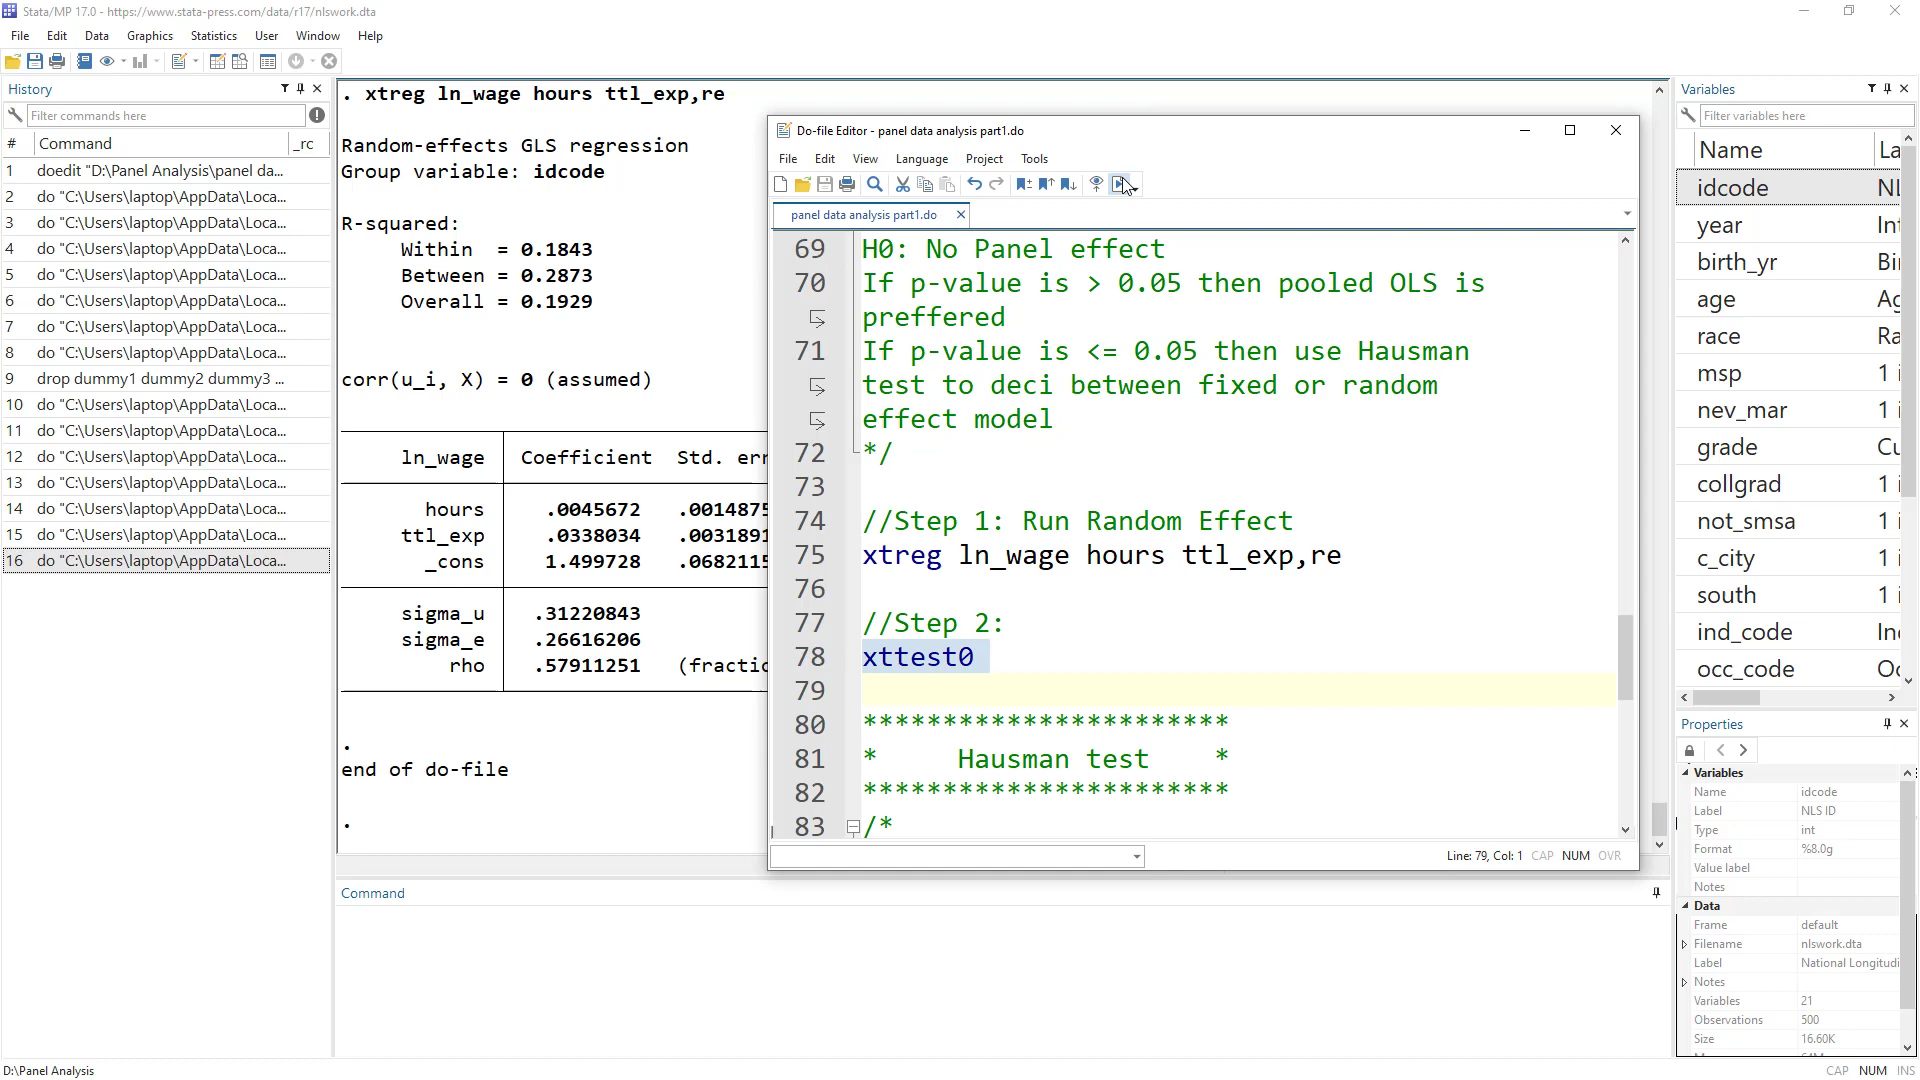 Stata/MP 17.0 - https://www.stata-press.com/data/r17/nlswork.dta
File Edit Data Graphics Statistics User Window Help
History
Filter commands here
# Command _rc
1 doedit "D:\Panel Analysis\panel da...
2 do "C:\Users\laptop\AppData\Loca...
3 do "C:\Users\laptop\AppData\Loca...
4 do "C:\Users\laptop\AppData\Loca...
5 do "C:\Users\laptop\AppData\Loca...
6 do "C:\Users\laptop\AppData\Loca...
7 do "C:\Users\laptop\AppData\Loca...
8 do "C:\Users\laptop\AppData\Loca...
9 drop dummy1 dummy2 dummy3 ...
10 do "C:\Users\laptop\AppData\Loca...
11 do "C:\Users\laptop\AppData\Loca...
12 do "C:\Users\laptop\AppData\Loca...
13 do "C:\Users\laptop\AppData\Loca...
14 do "C:\Users\laptop\AppData\Loca...
15 do "C:\Users\laptop\AppData\Loca...
16 do "C:\Users\laptop\AppData\Loca...
. xtreg ln_wage hours ttl_exp,re
Random-effects GLS regression
Group variable: idcode
R-squared:
Within = 0.1843
Between = 0.2873
Overall = 0.1929
corr(u_i, X) = 0 (assumed)
ln_wage Coefficient Std. err
hours .0045672 .0014875
ttl_exp .0338034 .0031891
_cons 1.499728 .0682115
sigma_u .31220843
sigma_e .26616206
rho .57911251 (fractio
.
end of do-file
.
Command
Do-file Editor - panel data analysis part1.do
File Edit View Language Project Tools
panel data analysis part1.do
69 H0: No Panel effect
70 If p-value is > 0.05 then pooled OLS is
preffered
71 If p-value is <= 0.05 then use Hausman
test to deci between fixed or random
effect model
72 */
73
74 //Step 1: Run Random Effect
75 xtreg ln_wage hours ttl_exp,re
76
77 //Step 2:
78 xttest0
79
80 ***********************
81 * Hausman test *
82 ***********************
83 /*
Line: 79, Col: 1 CAP NUM OVR
Variables
Filter variables here
Name La
idcode NL
year Int
birth_yr Bi
age Ag
race Ra
msp 1 i
nev_mar 1 i
grade Cu
collgrad 1 i
not_smsa 1 i
c_city 1 i
south 1 i
ind_code In
occ_code Oc
Properties
Variables
Name idcode
Label NLS ID
Type int
Format %8.0g
Value label
Notes
Data
Frame default
Filename nlswork.dta
Label National Longitudi
Notes
Variables 21
Observations 500
Size 16.60K
D:\Panel Analysis
CAP NUM INS